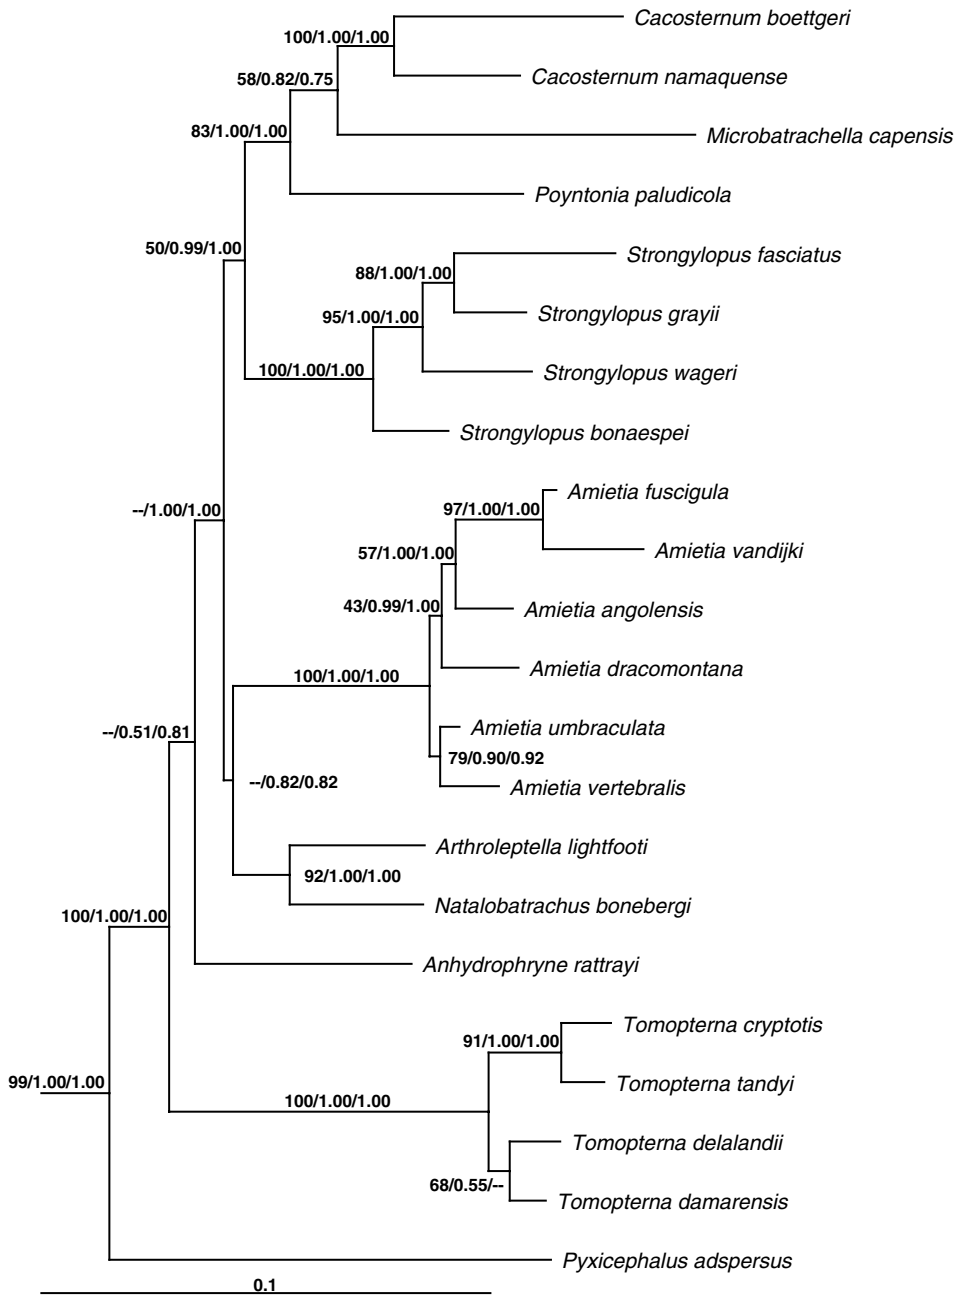 Cacosternum boettgeri
100/1.00/1.00
Cacosternum namaquense
58/0.82/0.75
Microbatrachella capensis
83/1.00/1.00
Poyntonia paludicola
50/0.99/1.00
Strongylopus fasciatus
88/1.00/1.00
Strongylopus grayii
95/1.00/1.00
Strongylopus wageri
100/1.00/1.00
Strongylopus bonaespei
Amietia fuscigula
97/1.00/1.00
--/1.00/1.00
Amietia vandijki
57/1.00/1.00
Amietia angolensis
43/0.99/1.00
Amietia dracomontana
100/1.00/1.00
Amietia umbraculata
--/0.51/0.81
79/0.90/0.92
--/0.82/0.82
Amietia vertebralis
Arthroleptella lightfooti
92/1.00/1.00
Natalobatrachus bonebergi
100/1.00/1.00
Anhydrophryne rattrayi
Tomopterna cryptotis
91/1.00/1.00
99/1.00/1.00
Tomopterna tandyi
100/1.00/1.00
Tomopterna delalandii
68/0.55/--
Tomopterna damarensis
Pyxicephalus adspersus
0.1